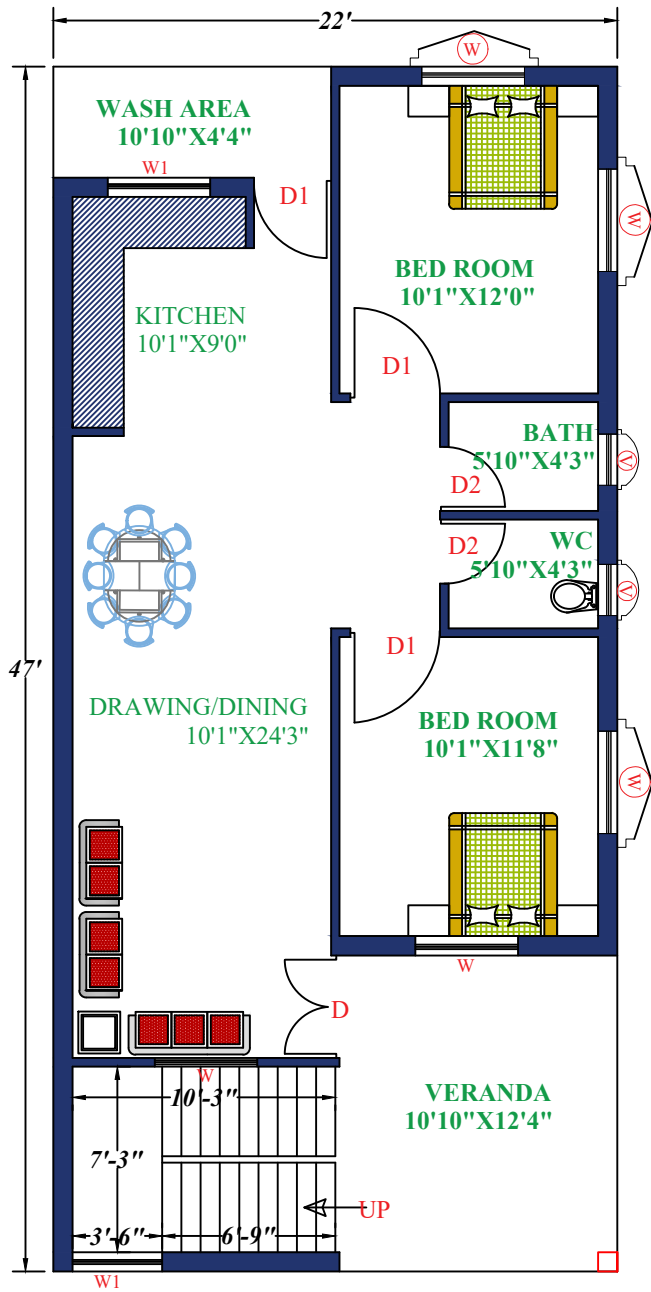 22'
W
WASH AREA
10'10"X4'4"
W1
D1
W
BED ROOM
10'1"X12'0"
KITCHEN
10'1"X9'0"
D1
BATH
5'10"X4'3"
V
D2
D2
WC
5'10"X4'3"
V
D1
47'
DRAWING/DINING
10'1"X24'3"
BED ROOM
10'1"X11'8"
W
W
D
W
10'-3"
VERANDA
10'10"X12'4"
7'-3"
UP
3'-6"
6'-9"
W1